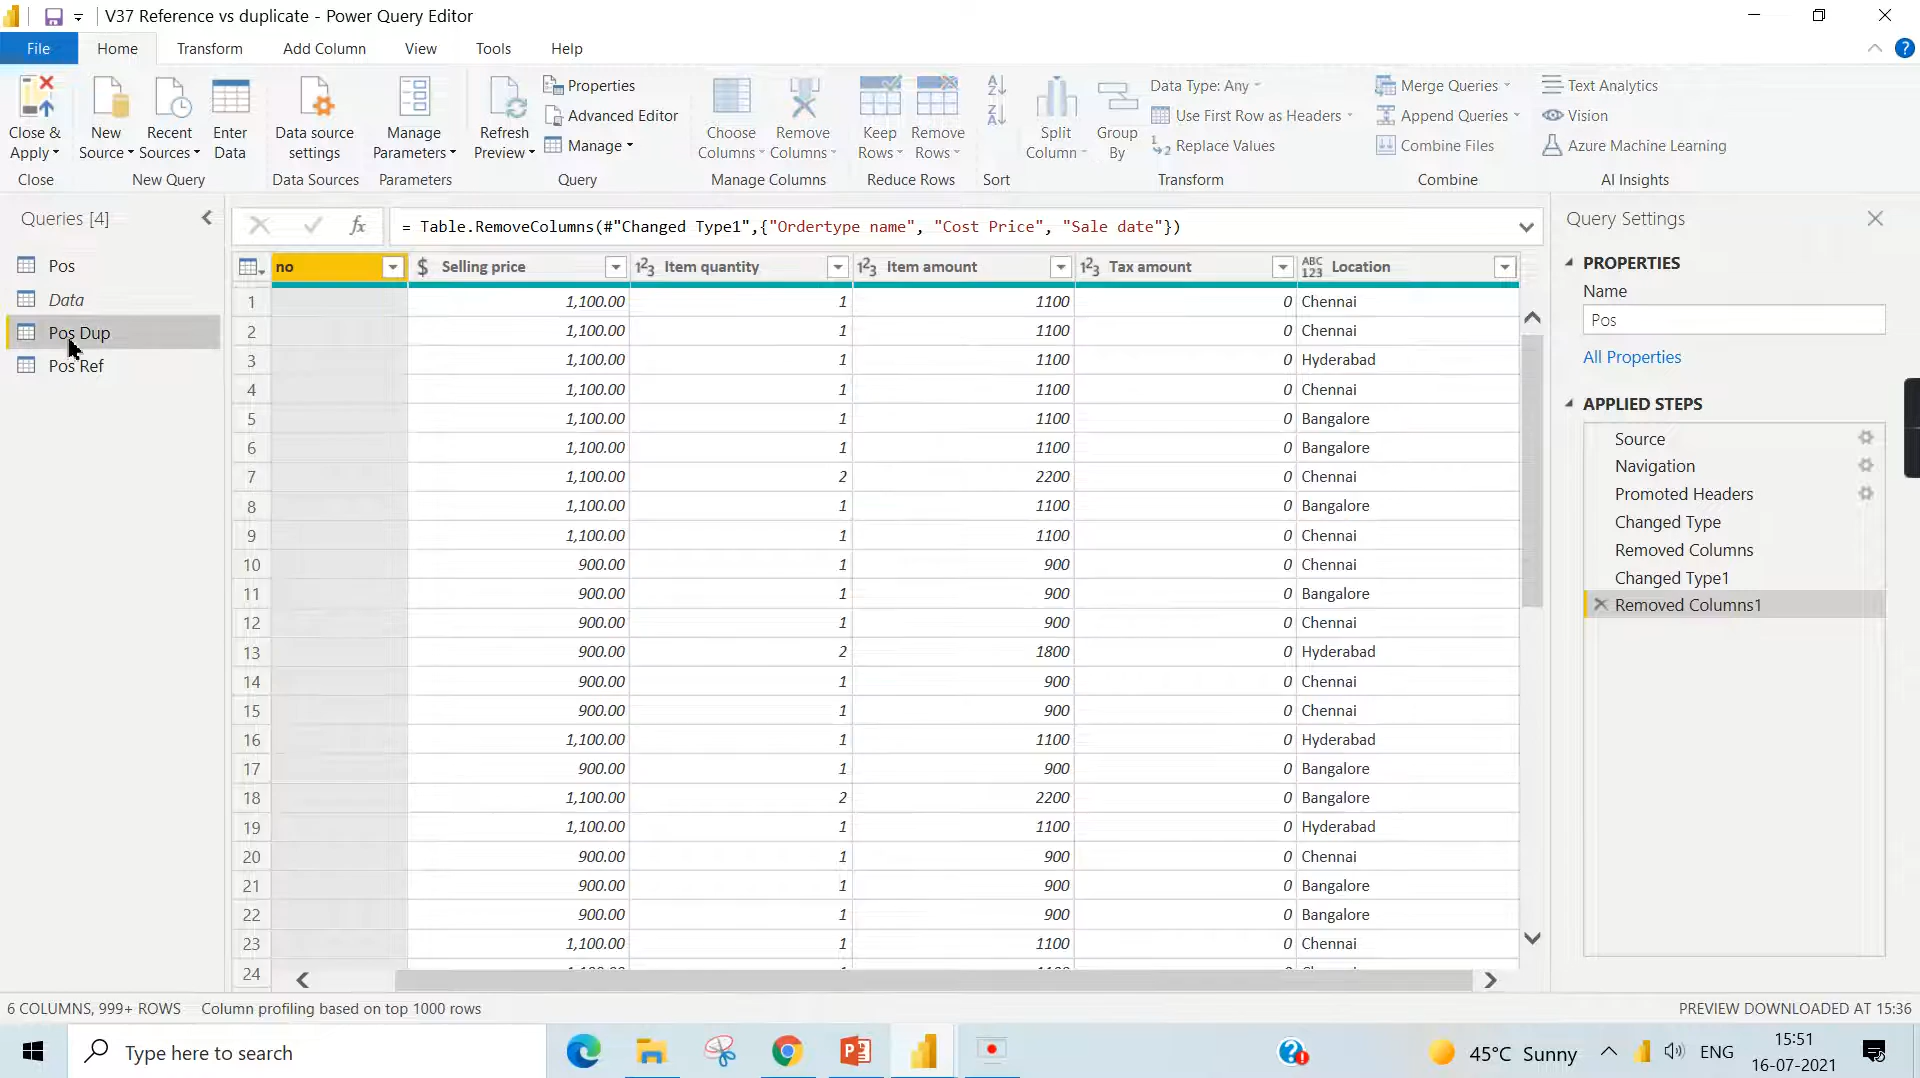 V37 Reference vs duplicate - Power Query Editor
File Home Transform Add Column View Tools Help
Close & Apply
New Source
Recent Sources
Enter Data
Data source settings
Manage Parameters
Refresh Preview
Properties
Advanced Editor
Manage
Choose Columns
Remove Columns
Keep Rows
Remove Rows
Split Column
Group By
Data Type: Any
Use First Row as Headers
Replace Values
Merge Queries
Append Queries
Combine Files
Text Analytics
Vision
Azure Machine Learning
Close New Query Data Sources Parameters Query Manage Columns Reduce Rows Sort Transform Combine AI Insights
Queries [4]
Pos
Data
Pos Dup
Pos Ref
fx = Table.RemoveColumns(#"Changed Type1",{"Ordertype name", "Cost Price", "Sale date"})
no $ Selling price 123 Item quantity 123 Item amount 123 Tax amount ABC 123 Location
1 1,100.00 1 1100 0 Chennai
2 1,100.00 1 1100 0 Chennai
3 1,100.00 1 1100 0 Hyderabad
4 1,100.00 1 1100 0 Chennai
5 1,100.00 1 1100 0 Bangalore
6 1,100.00 1 1100 0 Bangalore
7 1,100.00 2 2200 0 Chennai
8 1,100.00 1 1100 0 Bangalore
9 1,100.00 1 1100 0 Chennai
10 900.00 1 900 0 Chennai
11 900.00 1 900 0 Bangalore
12 900.00 1 900 0 Chennai
13 900.00 2 1800 0 Hyderabad
14 900.00 1 900 0 Chennai
15 900.00 1 900 0 Chennai
16 1,100.00 1 1100 0 Hyderabad
17 900.00 1 900 0 Bangalore
18 1,100.00 2 2200 0 Bangalore
19 1,100.00 1 1100 0 Hyderabad
20 900.00 1 900 0 Chennai
21 900.00 1 900 0 Bangalore
22 900.00 1 900 0 Bangalore
23 1,100.00 1 1100 0 Chennai
24
Query Settings
PROPERTIES
Name
Pos
All Properties
APPLIED STEPS
Source
Navigation
Promoted Headers
Changed Type
Removed Columns
Changed Type1
Removed Columns1
6 COLUMNS, 999+ ROWS Column profiling based on top 1000 rows PREVIEW DOWNLOADED AT 15:36
Type here to search
45°C Sunny
ENG
15:51
16-07-2021